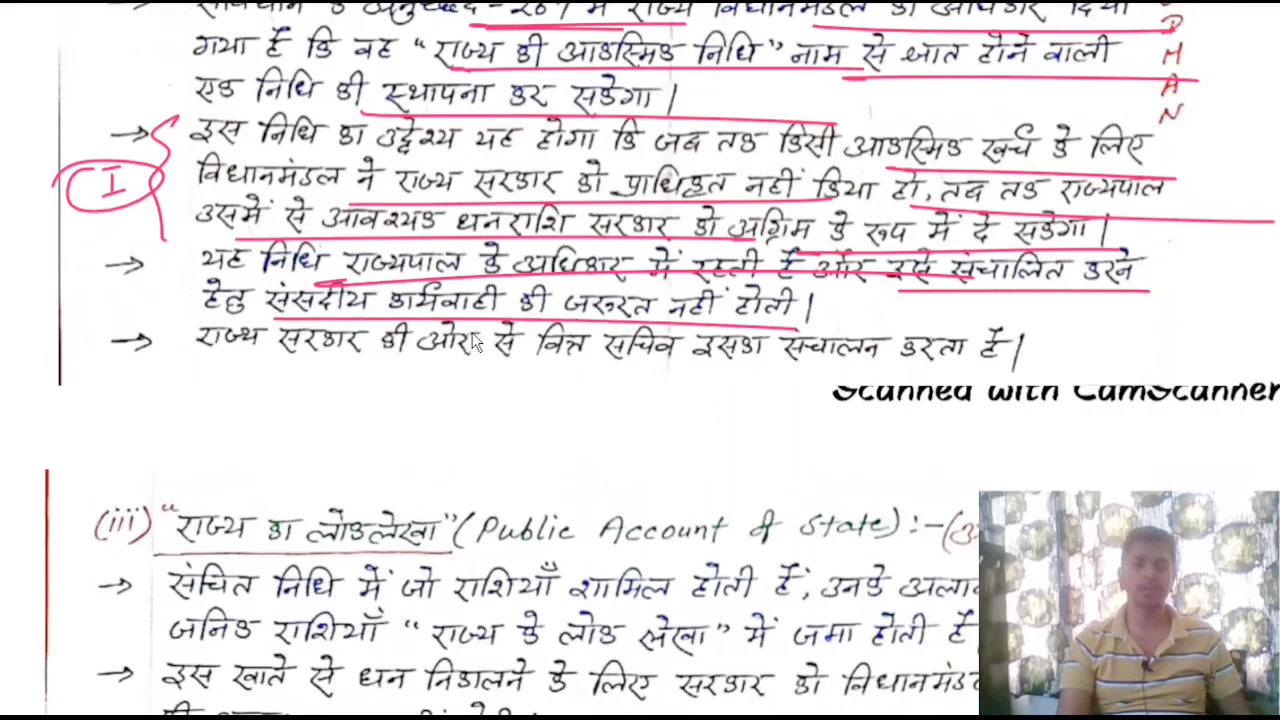 संविधान के अनुच्छेद-267 में राज्य विधानमंडल को अधिकार दिया
गया है कि वह "राज्य की आकस्मिक निधि" नाम से ज्ञात होने वाली
एक निधि की स्थापना कर सकेगा।
→ इस निधि का उद्देश्य यह होगा कि जब तक किसी आकस्मिक खर्च के लिए
विधानमंडल ने राज्य सरकार को प्राधिकृत नहीं किया हो, तब तक राज्यपाल
उसमें से आवश्यक धनराशि सरकार को अग्रिम के रूप में दे सकेगा।
I
→ यह निधि राज्यपाल के अधिकार में रहती है और इसे संचालित करने
हेतु संसदीय कार्यवाही की जरूरत नहीं होती।
→ राज्य सरकार की ओर से वित्त सचिव इसका संचालन करता है।
D
H
A
N
Scanned with CamScanner
(iii) "राज्य का लोकलेखा" (Public Account of State):-
→ संचित निधि में जो राशियाँ शामिल होती हैं, उनके
जनिक राशियाँ "राज्य के लोक लेखा" में जमा होती है
→ इस खाते से धन निकालने के लिए सरकार को